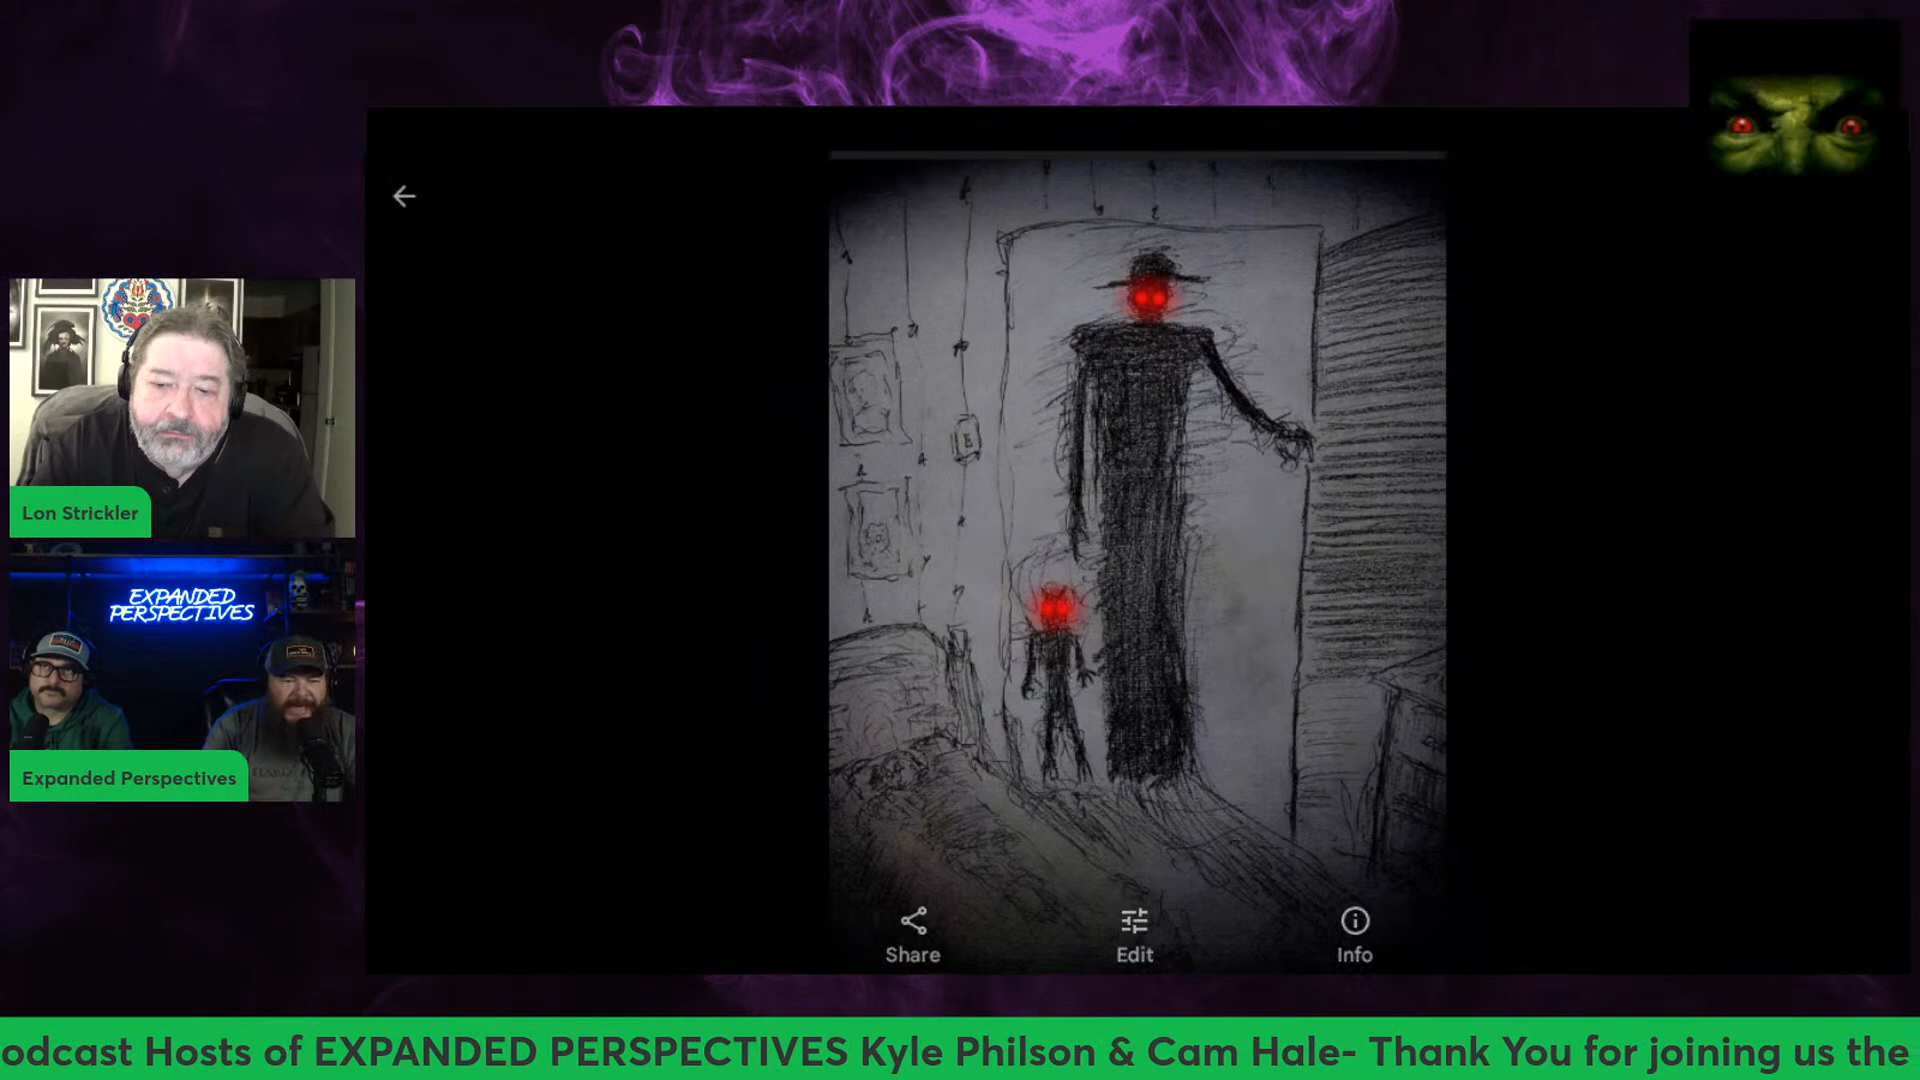 Lon Strickler
EXPANDED
PERSPECTIVES
Expanded Perspectives
E
Share
Edit
Info
odcast Hosts of EXPANDED PERSPECTIVES Kyle Philson & Cam Hale- Thank You for joining us the